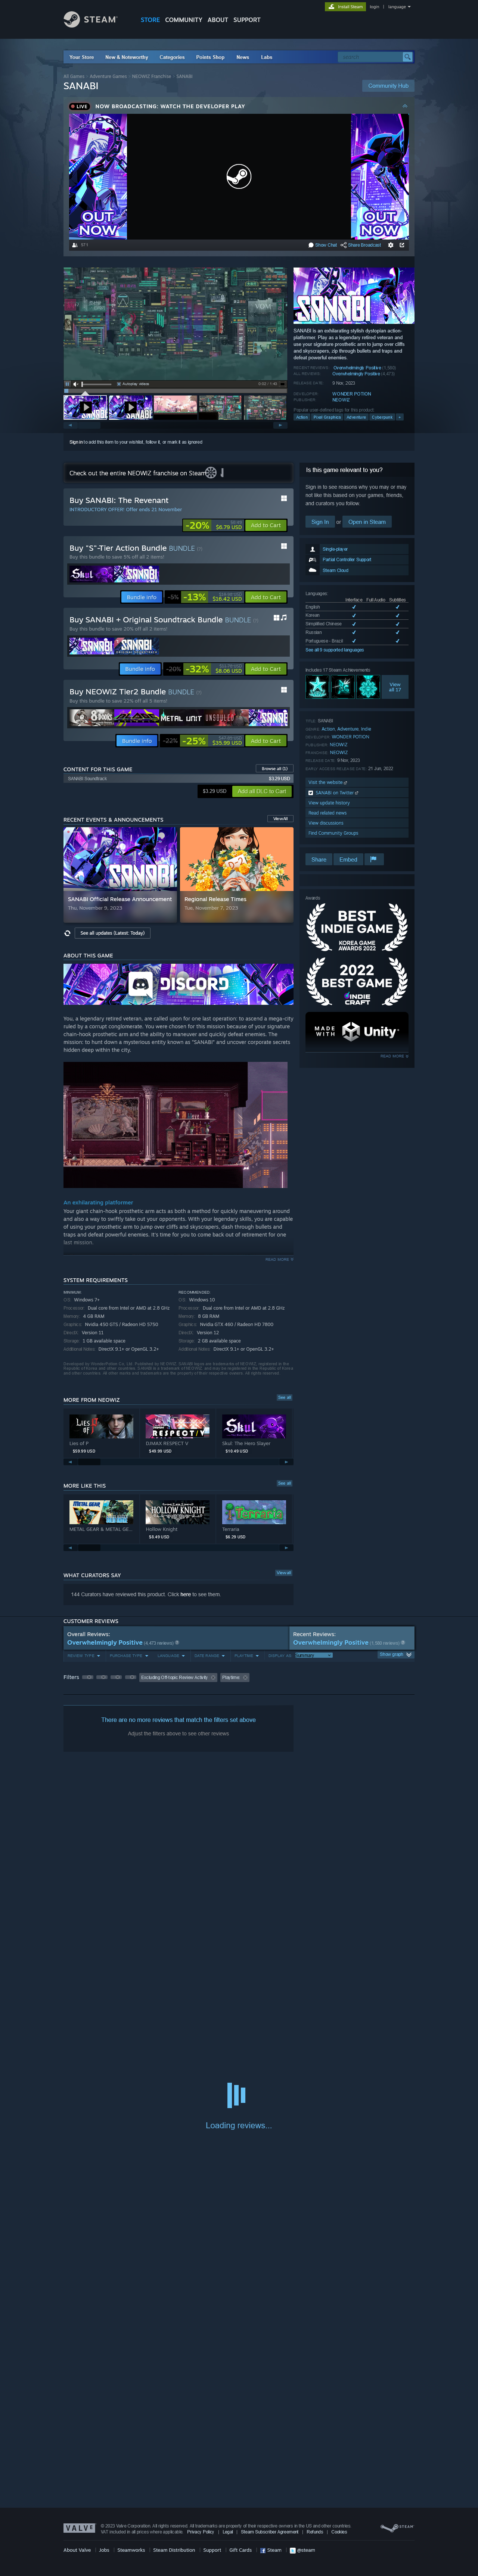 Install Steam
login | language
STEAM
STORE COMMUNITY ABOUT SUPPORT
Your Store New & Noteworthy Categories Points Shop News Labs
search
All Games > Adventure Games > NEOWIZ Franchise > SANABI
SANABI
Community Hub
LIVE NOW BROADCASTING: WATCH THE DEVELOPER PLAY
OUT NOW
OUT NOW
Show Chat Share Broadcast
SANABI
SANABI is an exhilarating stylish dystopian action-platformer. Play as a legendary retired veteran and use your signature prosthetic arm to jump over cliffs and skyscrapers, zip through bullets and traps and defeat powerful enemies.
RECENT REVIEWS: Overwhelmingly Positive
ALL REVIEWS: Overwhelmingly Positive
RELEASE DATE: 8 Nov, 2023
DEVELOPER: WONDER POTION
PUBLISHER: NEOWIZ
Popular user-defined tags for this product:
Action Pixel Graphics Adventure Cyberpunk +
Autoplay videos
Sign in to add this item to your wishlist, follow it, or mark it as ignored
Check out the entire NEOWIZ franchise on Steam
Buy SANABI: The Revenant
INTRODUCTORY OFFER! Offer ends 21 November
-20% $6.79 USD Add to Cart
Buy "S"-Tier Action Bundle BUNDLE (?)
Buy this bundle to save 5% off all 2 items!
Bundle info -5% -13% $16.42 USD Add to Cart
Buy SANABI + Original Soundtrack Bundle BUNDLE (?)
Buy this bundle to save 20% off all 2 items!
Bundle info -20% -32% $8.06 USD Add to Cart
Buy NEOWIZ Tier2 Bundle BUNDLE (?)
Buy this bundle to save 22% off all 5 items!
METAL UNIT UNSOULED SANABI
Bundle info -22% -25% $35.39 USD Add to Cart
CONTENT FOR THIS GAME
Browse all (1)
SANABI Soundtrack $3.29 USD
$3.29 USD Add all DLC to Cart
RECENT EVENTS & ANNOUNCEMENTS
View All
SANABI Official Release Announcement
Thu, November 9, 2023
Regional Release Times
Tue, November 7, 2023
See all updates (Latest: Today)
ABOUT THIS GAME
DISCORD
You, a legendary retired veteran, are called upon for one last operation: to ascend a mega-city ruled by a corrupt conglomerate. You were chosen for this mission because of your signature chain-hook prosthetic arm and the ability to maneuver quickly and easily defeat enemies. The mission: to hunt down a mysterious entity known as "SANABI" and uncover corporate secrets hidden deep within the city.
An exhilarating platformer
Your giant chain-hook prosthetic arm acts as both a method for quickly maneuvering around and also a way to swiftly take out your opponents. With your legendary skills, you are capable of using your prosthetic arm to jump over cliffs and skyscrapers, dash through bullets and traps and defeat powerful enemies. It's time for you to come back out of retirement for one last mission.
READ MORE
SYSTEM REQUIREMENTS
MINIMUM:
OS: Windows 7+
Processor: Dual core from Intel or AMD at 2.8 GHz
Memory: 4 GB RAM
Graphics: Nvidia 450 GTS / Radeon HD 5750
DirectX: Version 11
Storage: 1 GB available space
Additional Notes: DirectX 9.1+ or OpenGL 3.2+
RECOMMENDED:
OS: Windows 10
Processor: Dual core from Intel or AMD at 2.8 GHz
Memory: 8 GB RAM
Graphics: Nvidia GTX 460 / Radeon HD 7800
DirectX: Version 12
Storage: 2 GB available space
Additional Notes: DirectX 9.1+ or OpenGL 3.2+
MORE FROM NEOWIZ
See all
Lies of P
$59.99 USD
DJMAX RESPECT V
$49.99 USD
Skul: The Hero Slayer
$19.49 USD
MORE LIKE THIS
See all
METAL GEAR & METAL GE...
Hollow Knight
Terraria
WHAT CURATORS SAY
View all
144 Curators have reviewed this product. Click here to see them.
CUSTOMER REVIEWS
Overall Reviews:
Overwhelmingly Positive (4,473 reviews)
Recent Reviews:
Overwhelmingly Positive
REVIEW TYPE PURCHASE TYPE LANGUAGE DATE RANGE PLAYTIME DISPLAY AS: Summary
Show graph
Filters
Excluding Off-topic Review Activity Playtime:
There are no more reviews that match the filters set above
Adjust the filters above to see other reviews
Loading reviews...
Is this game relevant to you?
Sign in to see reasons why you may or may not like this based on your games, friends, and curators you follow.
Sign In or Open in Steam
Single-player
Partial Controller Support
Steam Cloud
Languages:
Interface Full Audio Subtitles
English
Korean
Simplified Chinese
Russian
Portuguese - Brazil
See all 9 supported languages
Includes 17 Steam Achievements
View all 17
TITLE: SANABI
GENRE: Action, Adventure, Indie
DEVELOPER: WONDER POTION
PUBLISHER: NEOWIZ
FRANCHISE: NEOWIZ
RELEASE DATE: 9 Nov, 2023
EARLY ACCESS RELEASE DATE: 21 Jun, 2022
Visit the website
SANABI on Twitter
View update history
Read related news
View discussions
Find Community Groups
Share Embed
Awards
BEST INDIE GAME
KOREA GAME AWARDS 2022
2022 BEST GAME
INDIE CRAFT
MADE WITH Unity
READ MORE
VALVE
© 2023 Valve Corporation. All rights reserved. All trademarks are property of their respective owners in the US and other countries.
VAT included in all prices where applicable. Privacy Policy | Legal | Steam Subscriber Agreement | Refunds | Cookies
STEAM
About Valve | Jobs | Steamworks | Steam Distribution | Support | Gift Cards | Steam | @steam